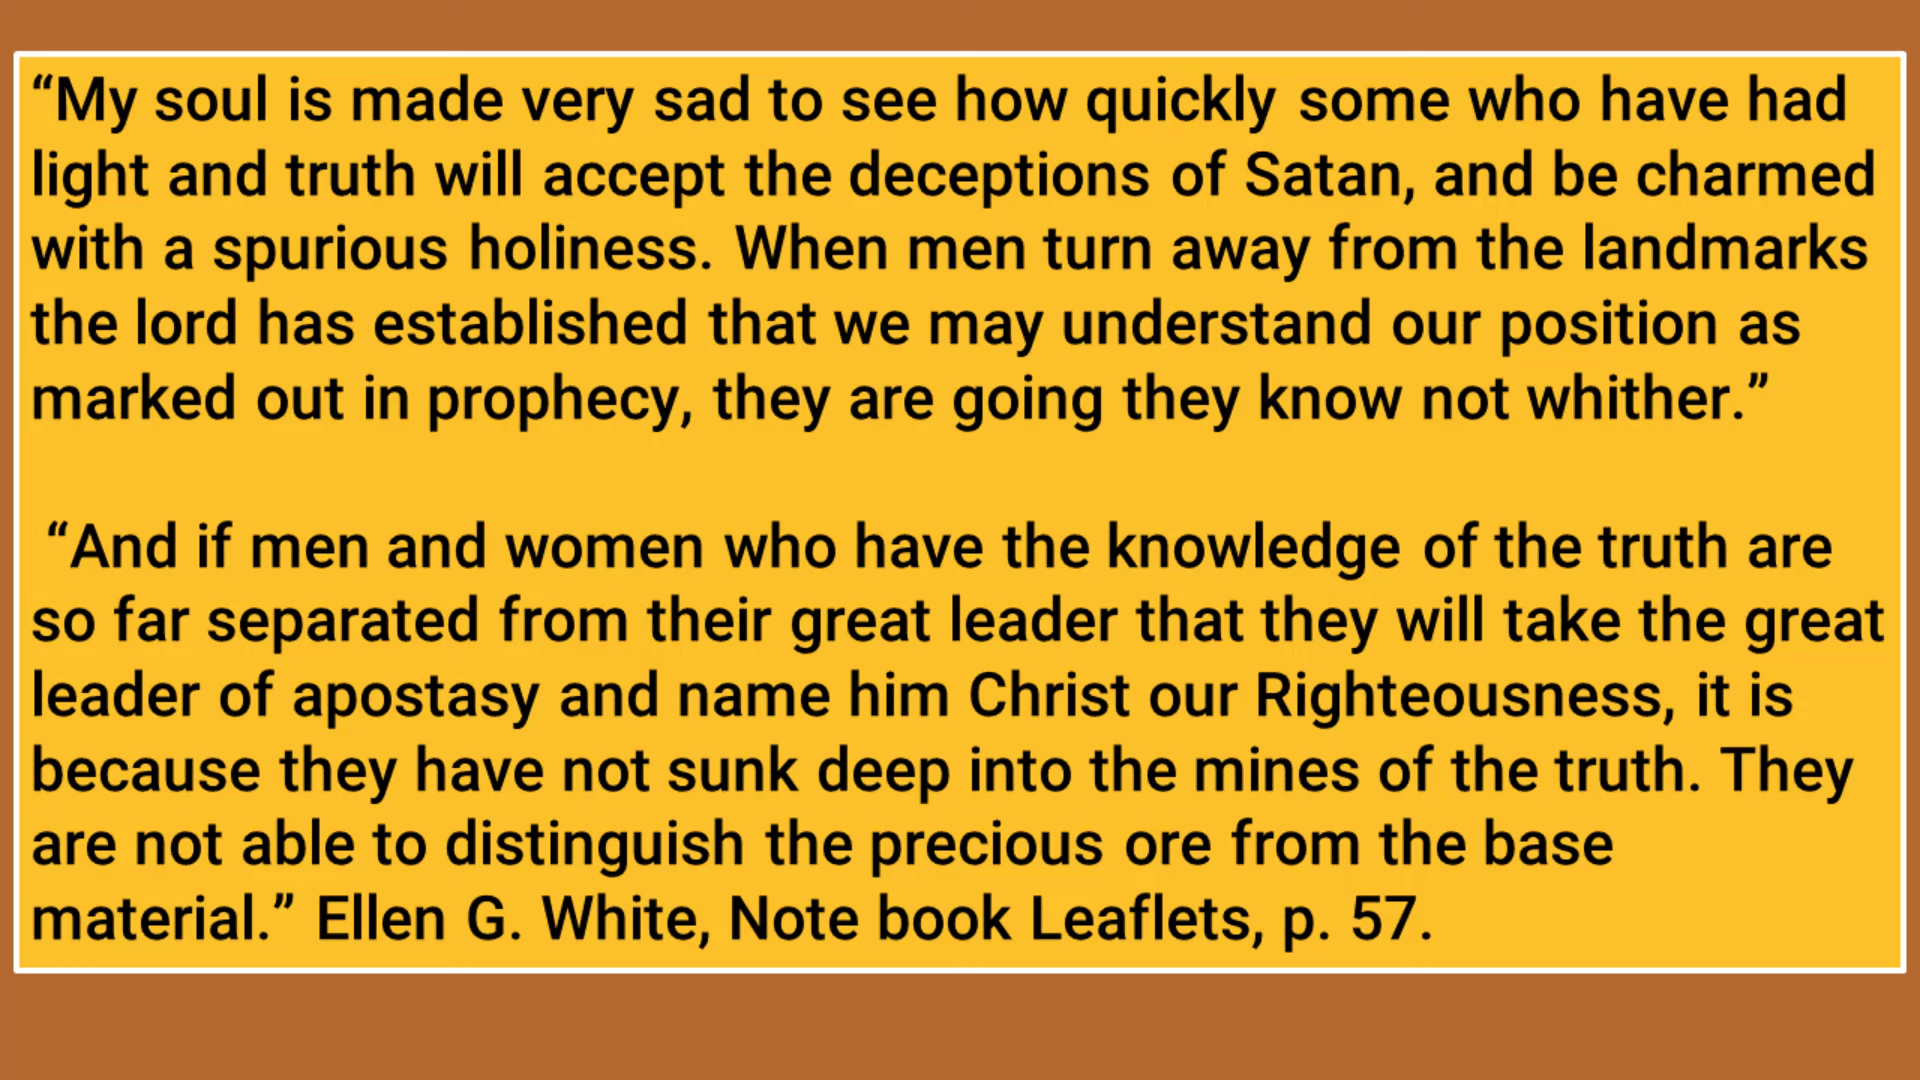 “My soul is made very sad to see how quickly some who have had
light and truth will accept the deceptions of Satan, and be charmed
with a spurious holiness. When men turn away from the landmarks
the lord has established that we may understand our position as
marked out in prophecy, they are going they know not whither.”
“And if men and women who have the knowledge of the truth are
so far separated from their great leader that they will take the great
leader of apostasy and name him Christ our Righteousness, it is
because they have not sunk deep into the mines of the truth. They
are not able to distinguish the precious ore from the base
material.” Ellen G. White, Note book Leaflets, p. 57.